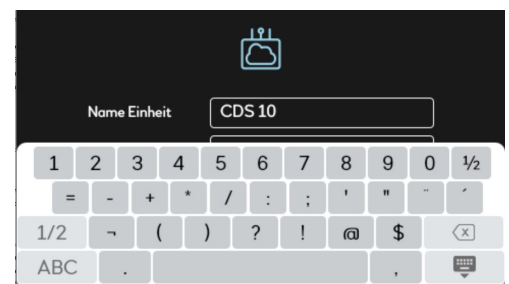 Name Einheit CDS 10
1 2 3 4 5 6 7 8 9 0 ½
= - + * / : ; ' " ¨ ´
1/2 ¬ ( ) ? ! @ $
ABC . ,